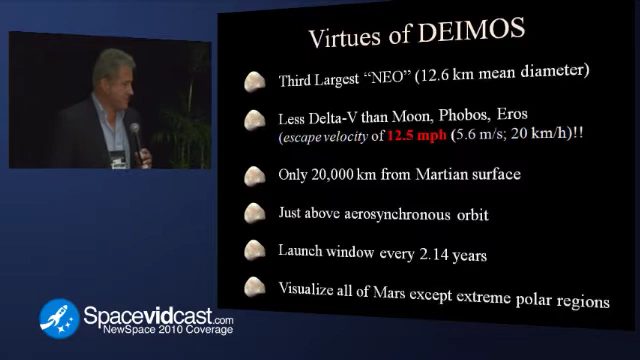 Virtues of DEIMOS
Third Largest “NEO” (12.6 km mean diameter)
Less Delta-V than Moon, Phobos, Eros
(escape velocity of 12.5 mph (5.6 m/s; 20 km/h)!!
Only 20,000 km from Martian surface
Just above aerosynchronous orbit
Launch window every 2.14 years
Visualize all of Mars except extreme polar regions
Spacevidcast.com
NewSpace 2010 Coverage